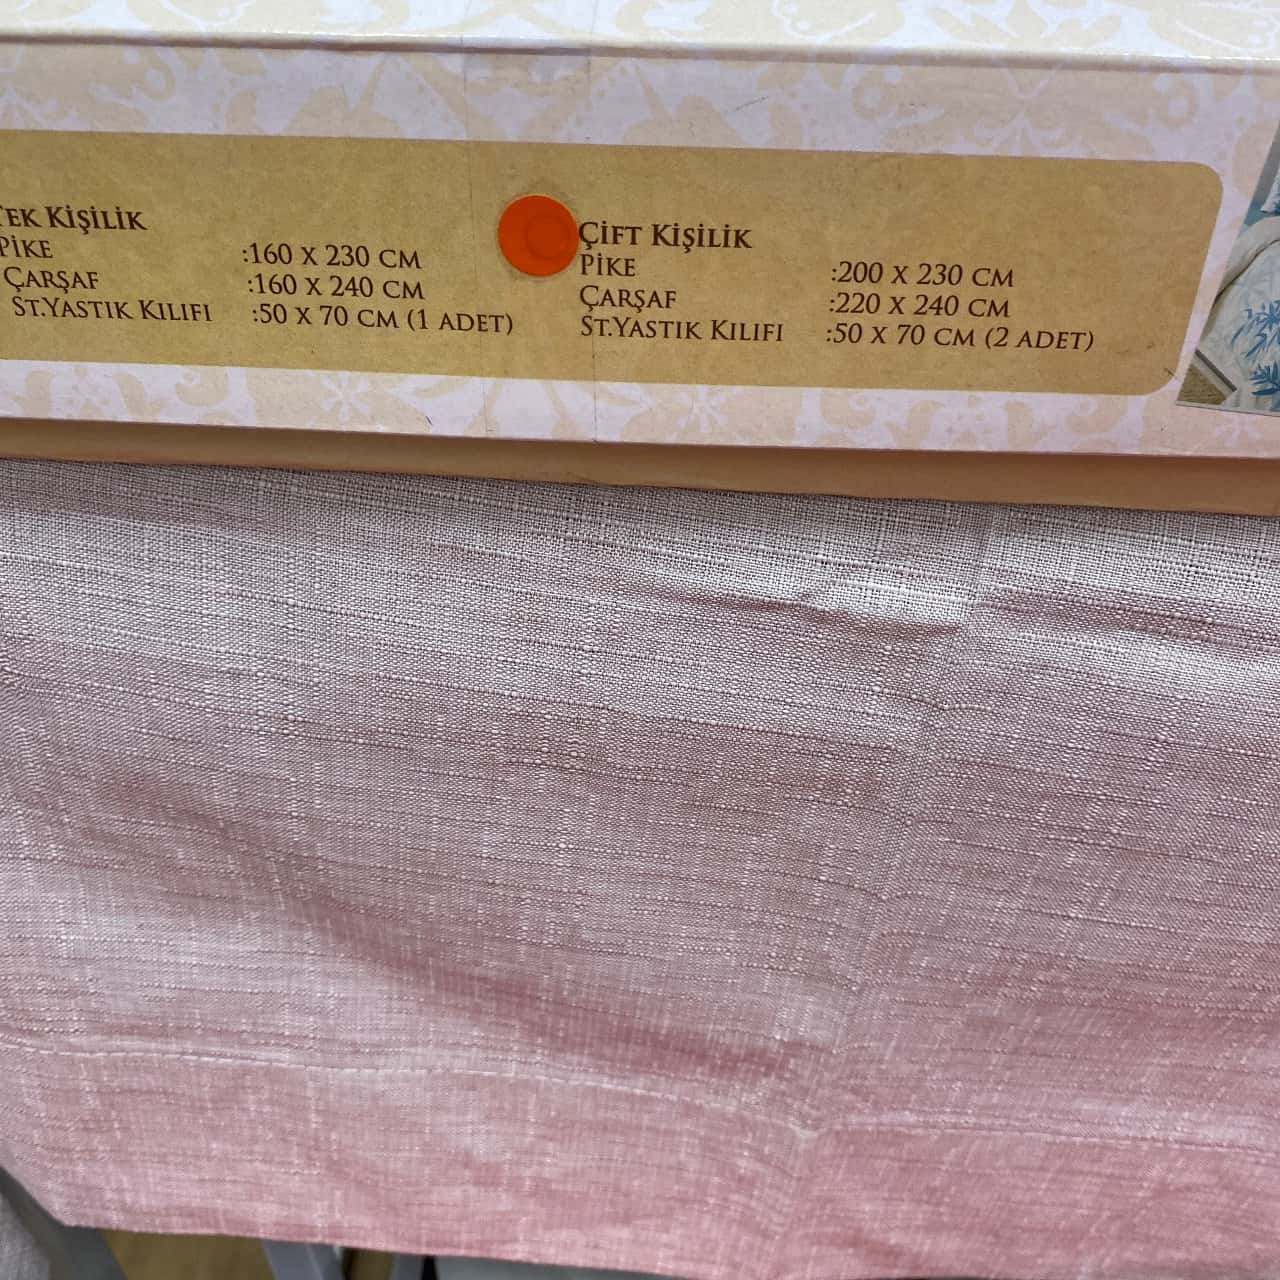 TEK KİŞİLİK
PİKE :160 X 230 CM
ÇARŞAF :160 X 240 CM
ST.YASTIK KILIFI :50 X 70 CM (1 ADET)
ÇİFT KİŞİLİK
PİKE :200 X 230 CM
ÇARŞAF :220 X 240 CM
ST.YASTIK KILIFI :50 X 70 CM (2 ADET)